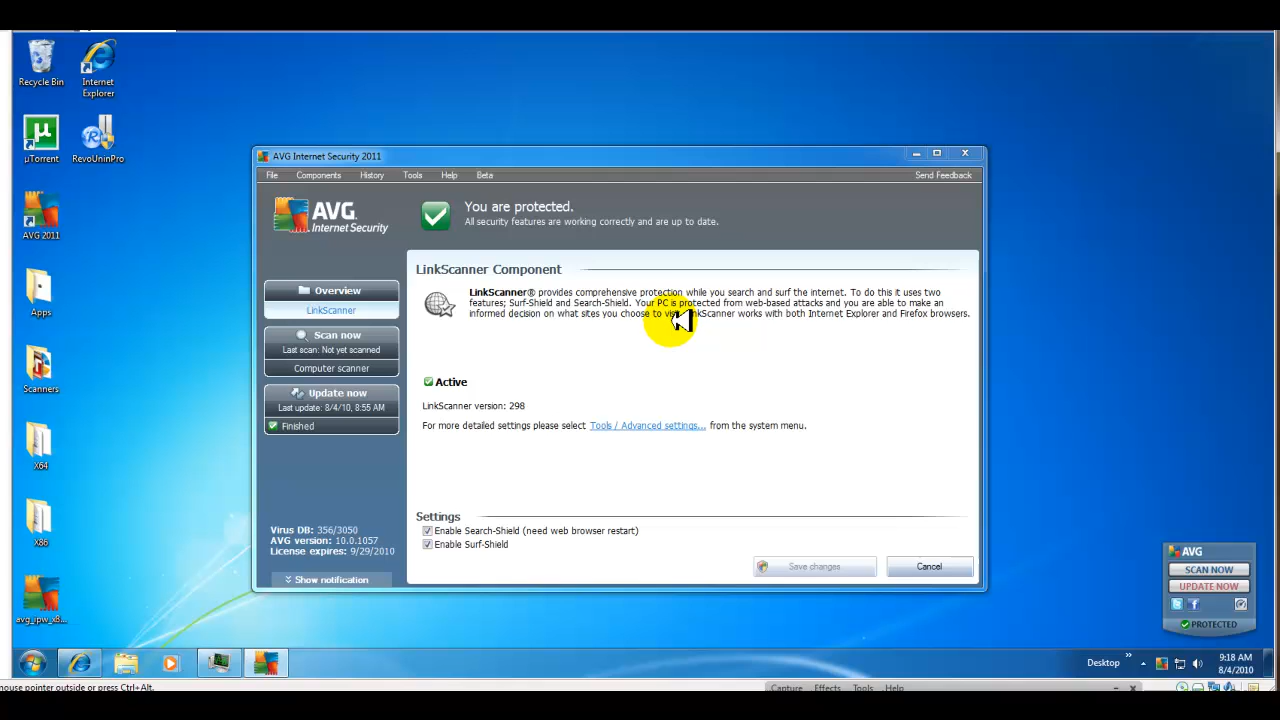 Recycle Bin
Internet
Explorer
µTorrent
RevoUninPro
AVG 2011
Apps
Scanners
X64
X86
avg_ipw_x8...
AVG Internet Security 2011
File Components History Tools Help Beta
Send Feedback
AVG.
Internet Security
You are protected.
All security features are working correctly and are up to date.
Overview
LinkScanner
Scan now
Last scan: Not yet scanned
Computer scanner
Update now
Last update: 8/4/10, 8:55 AM
Finished
Virus DB: 356/3050
AVG version: 10.0.1057
License expires: 9/29/2010
Show notification
LinkScanner Component
LinkScanner® provides comprehensive protection while you search and surf the internet. To do this it uses two
features; Surf-Shield and Search-Shield. Your PC is protected from web-based attacks and you are able to make an
informed decision on what sites you choose to works with both Internet Explorer and Firefox browsers.
Active
LinkScanner version: 298
For more detailed settings please select Tools / Advanced settings... from the system menu.
Settings
Enable Search-Shield (need web browser restart)
Enable Surf-Shield
Save changes
Cancel
AVG
SCAN NOW
UPDATE NOW
PROTECTED
Desktop
9:18 AM
8/4/2010
mouse pointer outside or press Ctrl+Alt.
Capture Effects Tools Help